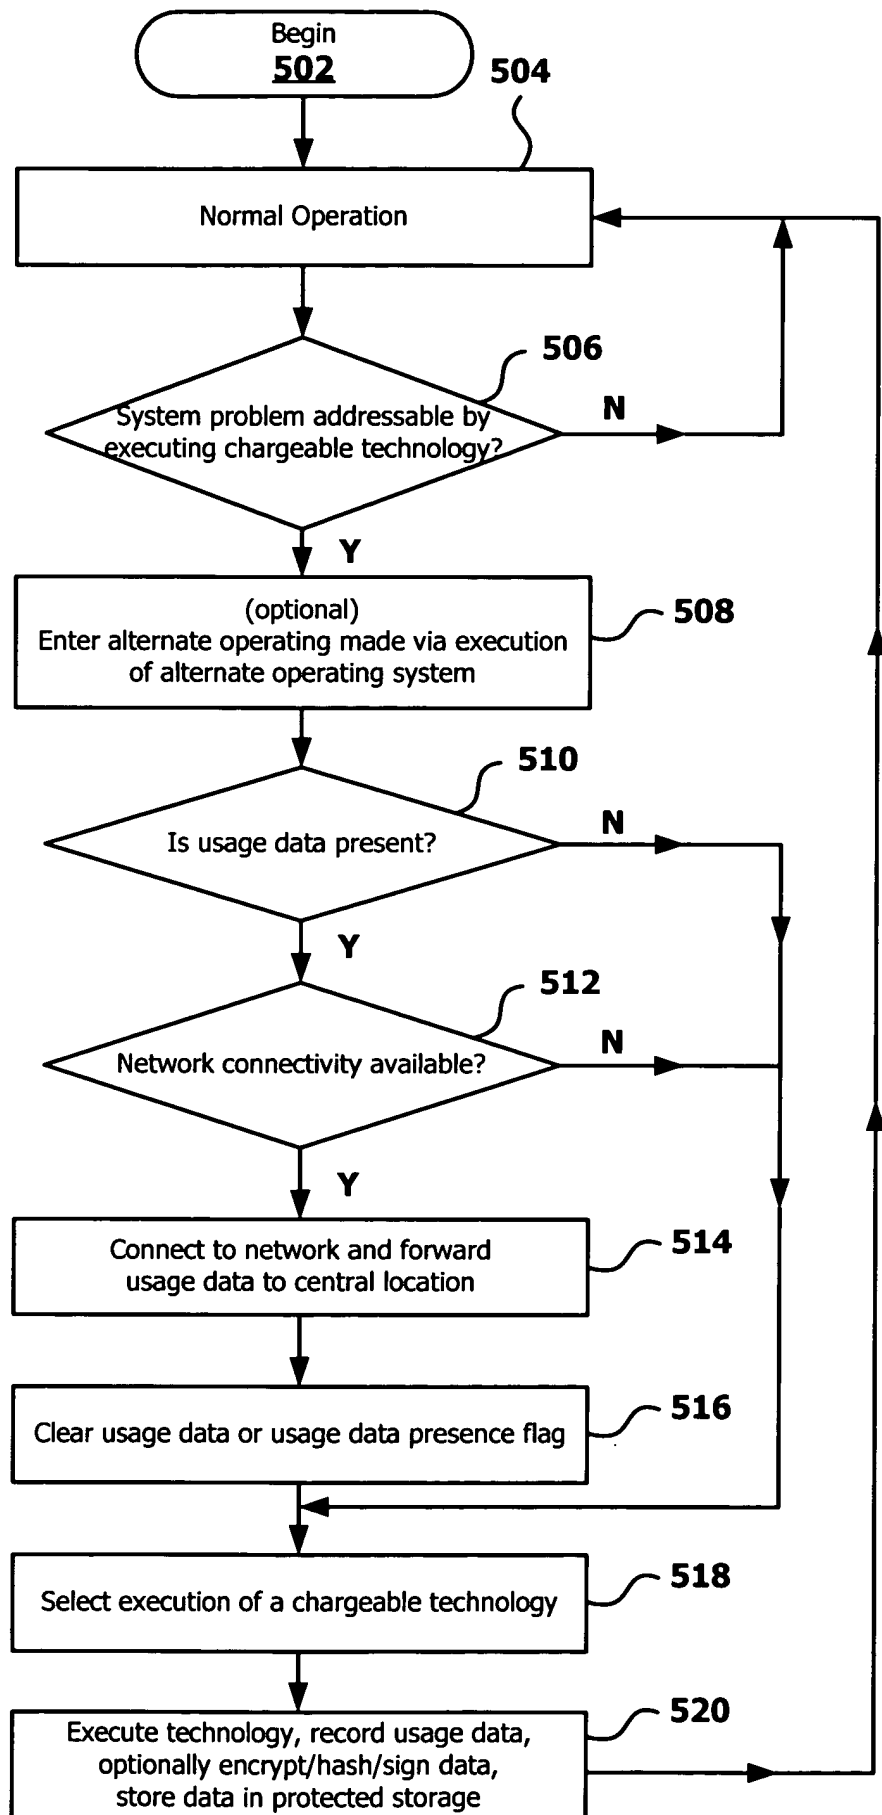 Begin
502
504
Normal Operation
506
System problem addressable by
executing chargeable technology?
N
Y
(optional)
Enter alternate operating made via execution
of alternate operating system
508
510
Is usage data present?
N
Y
512
Network connectivity available?
N
Y
Connect to network and forward
usage data to central location
514
Clear usage data or usage data presence flag
516
Select execution of a chargeable technology
518
Execute technology, record usage data,
optionally encrypt/hash/sign data,
store data in protected storage
520